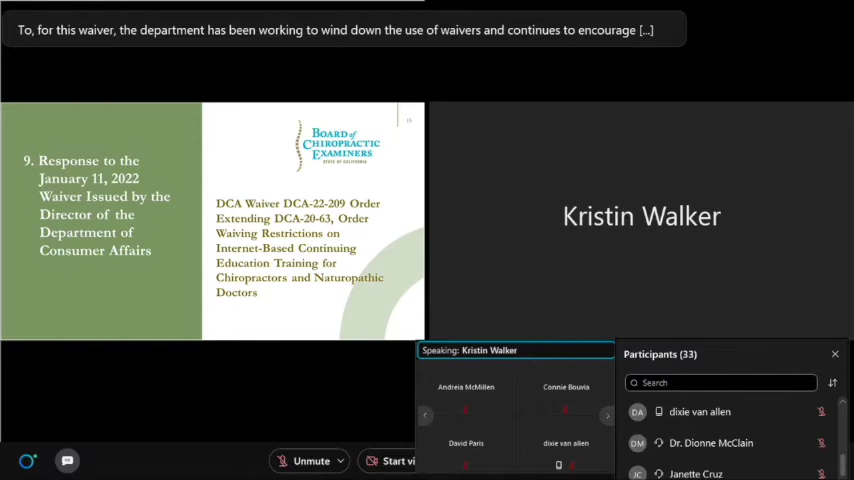 To, for this waiver, the department has been working to wind down the use of waivers and continues to encourage [...]
9. Response to the
January 11, 2022
Waiver Issued by the
Director of the
Department of
Consumer Affairs
15
BOARD of
CHIROPRACTIC
EXAMINERS
STATE OF CALIFORNIA
DCA Waiver DCA-22-209 Order
Extending DCA-20-63, Order
Waiving Restrictions on
Internet-Based Continuing
Education Training for
Chiropractors and Naturopathic
Doctors
Kristin Walker
Speaking: Kristin Walker
Andreia McMillen
Connie Bouvia
David Paris
dixie van allen
Participants (33)
Search
DA dixie van allen
DM Dr. Dionne McClain
JC Janette Cruz
Unmute
Start vi